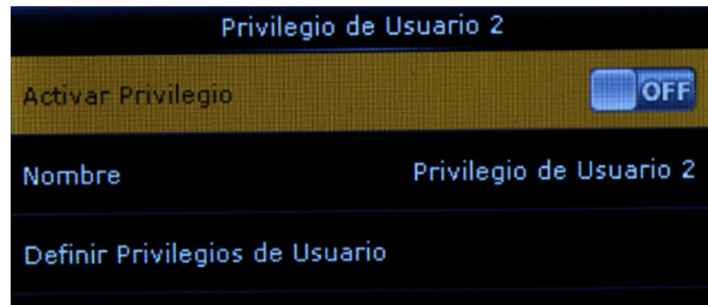 Privilegio de Usuario 2
Activar Privilegio OFF
Nombre Privilegio de Usuario 2
Definir Privilegios de Usuario